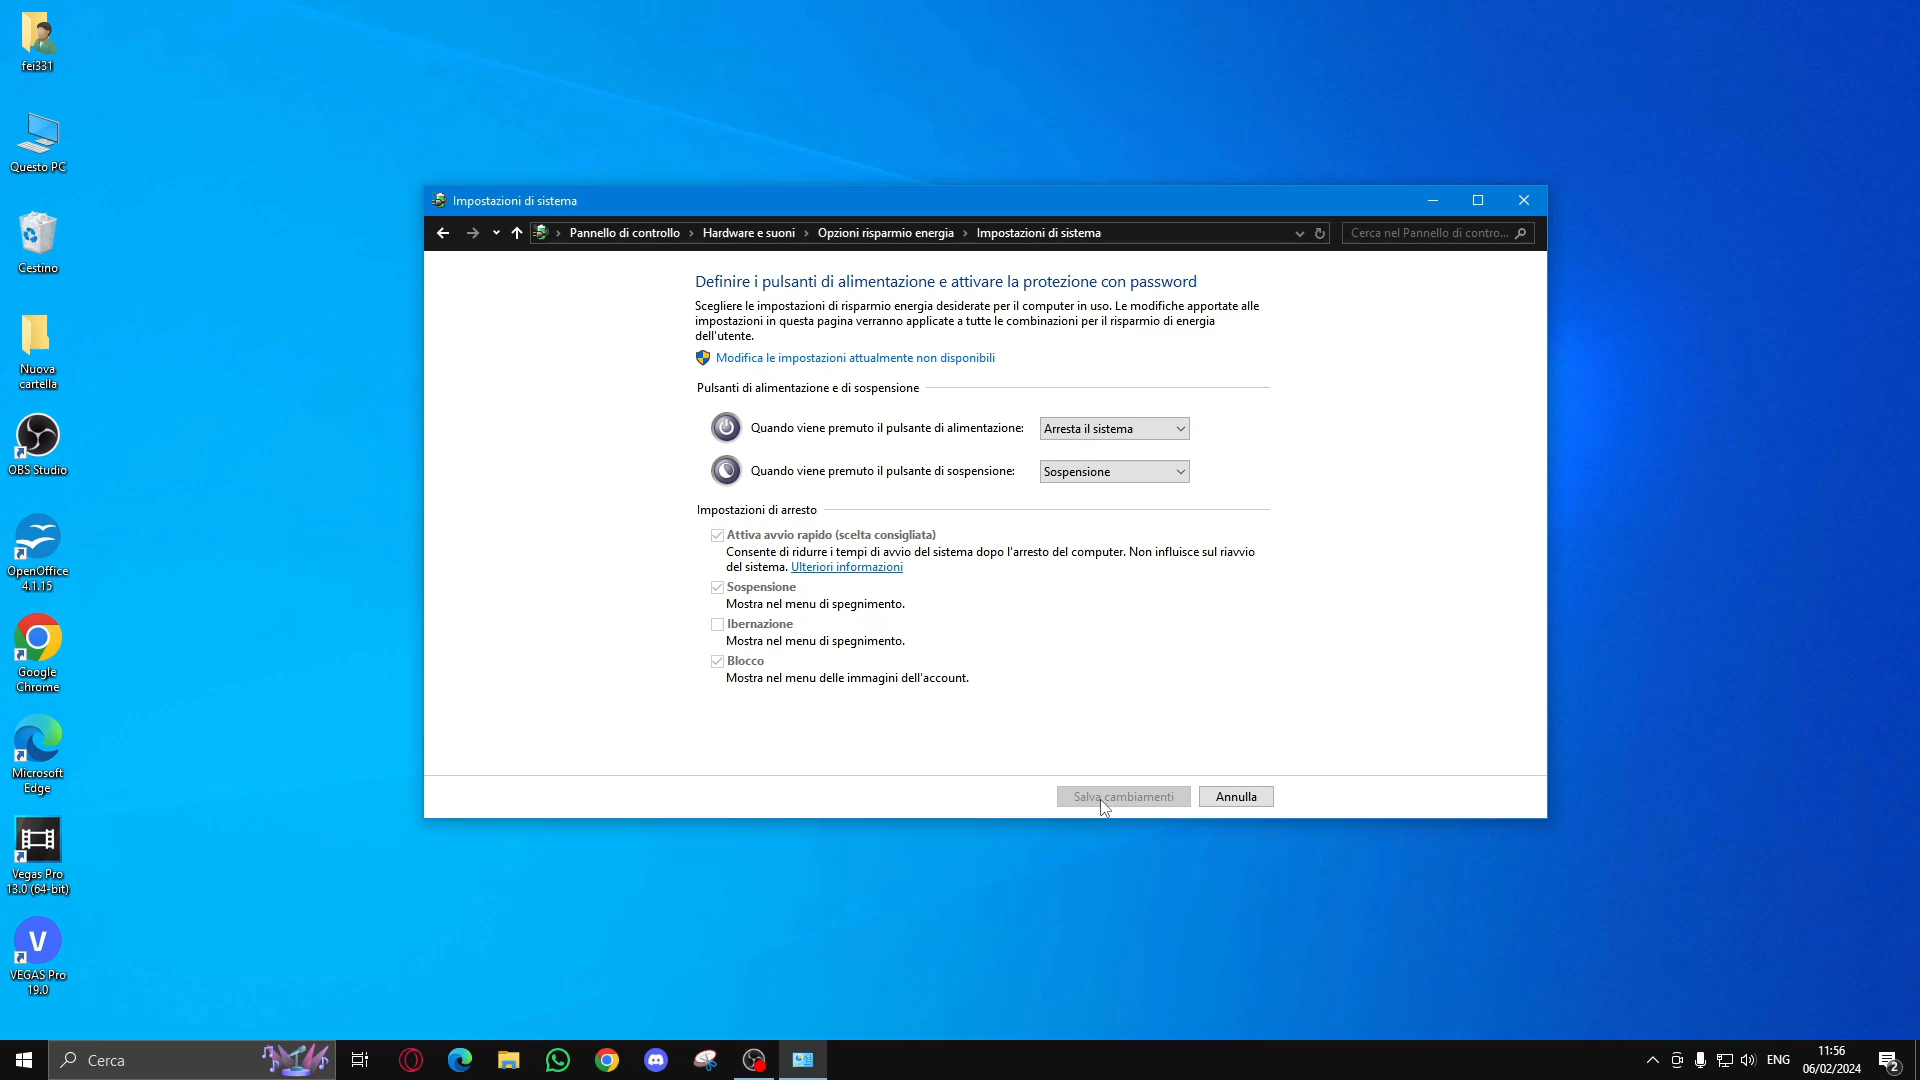 fei331
Questo PC
Cestino
Nuova
cartella
OBS Studio
OpenOffice
4.1.15
Google
Chrome
Microsoft
Edge
Vegas Pro
13.0 (64-bit)
V
VEGAS Pro
19.0
Impostazioni di sistema
Pannello di controllo > Hardware e suoni > Opzioni risparmio energia > Impostazioni di sistema
Cerca nel Pannello di contro...
Definire i pulsanti di alimentazione e attivare la protezione con password
Scegliere le impostazioni di risparmio energia desiderate per il computer in uso. Le modifiche apportate alle
impostazioni in questa pagina verranno applicate a tutte le combinazioni per il risparmio di energia
dell'utente.
Modifica le impostazioni attualmente non disponibili
Pulsanti di alimentazione e di sospensione
Quando viene premuto il pulsante di alimentazione: Arresta il sistema
Quando viene premuto il pulsante di sospensione: Sospensione
Impostazioni di arresto
Attiva avvio rapido (scelta consigliata)
Consente di ridurre i tempi di avvio del sistema dopo l'arresto del computer. Non influisce sul riavvio
del sistema. Ulteriori informazioni
Sospensione
Mostra nel menu di spegnimento.
Ibernazione
Mostra nel menu di spegnimento.
Blocco
Mostra nel menu delle immagini dell'account.
Salva cambiamenti Annulla
Cerca
ENG
11:56
06/02/2024
2